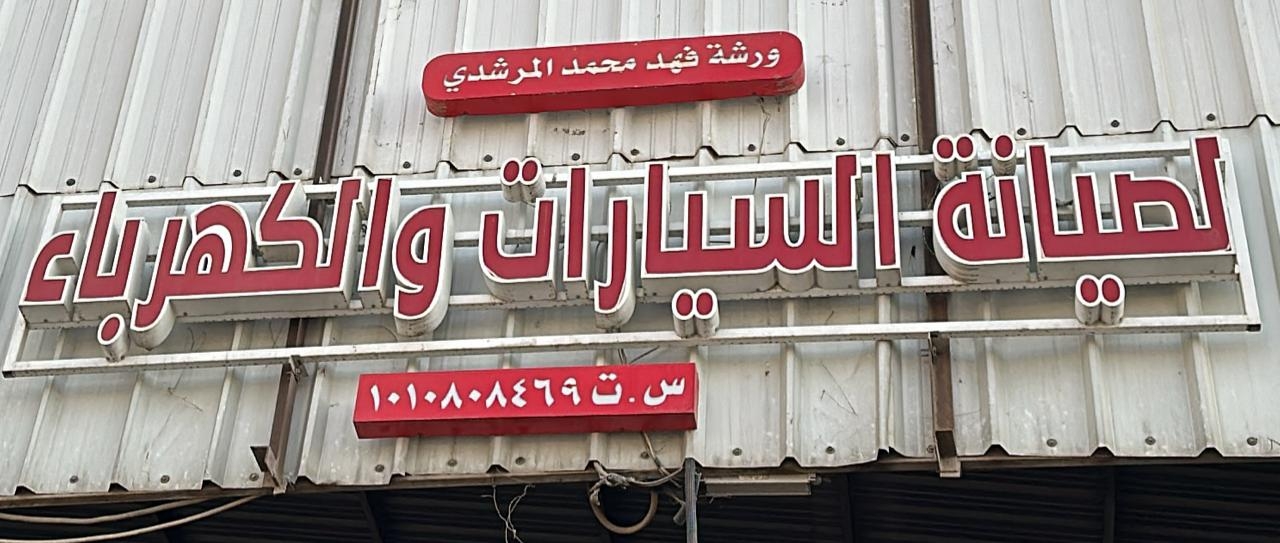 ورشة فهد محمد المرشدي
لصيانة السيارات والكهرباء
س.ت ١٠١٠٨٠٨٤٦٩